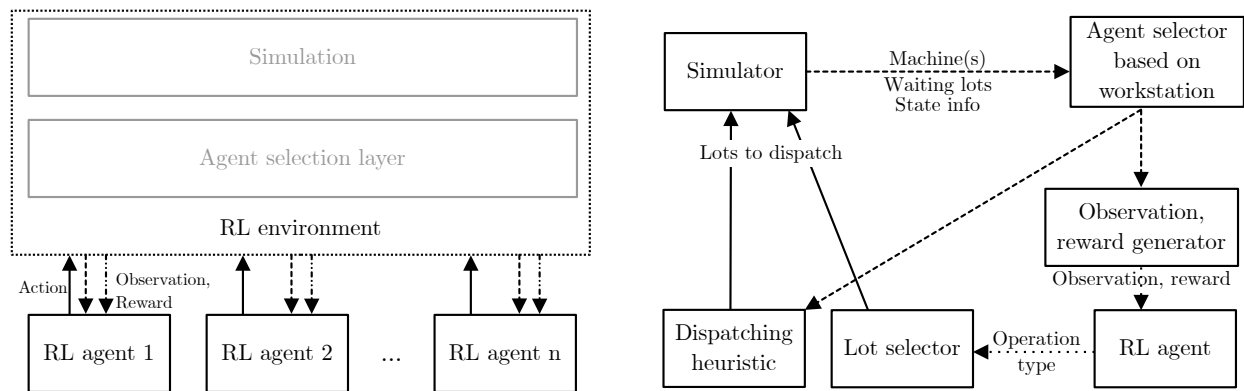 Simulation
Agent selection layer
RL environment
Action
Observation,
Reward
RL agent 1
RL agent 2
...
RL agent n
Simulator
Machine(s)
Waiting lots
State info
Agent selector
based on
workstation
Lots to dispatch
Observation,
reward generator
Observation, reward
Dispatching
heuristic
Lot selector
Operation
type
RL agent